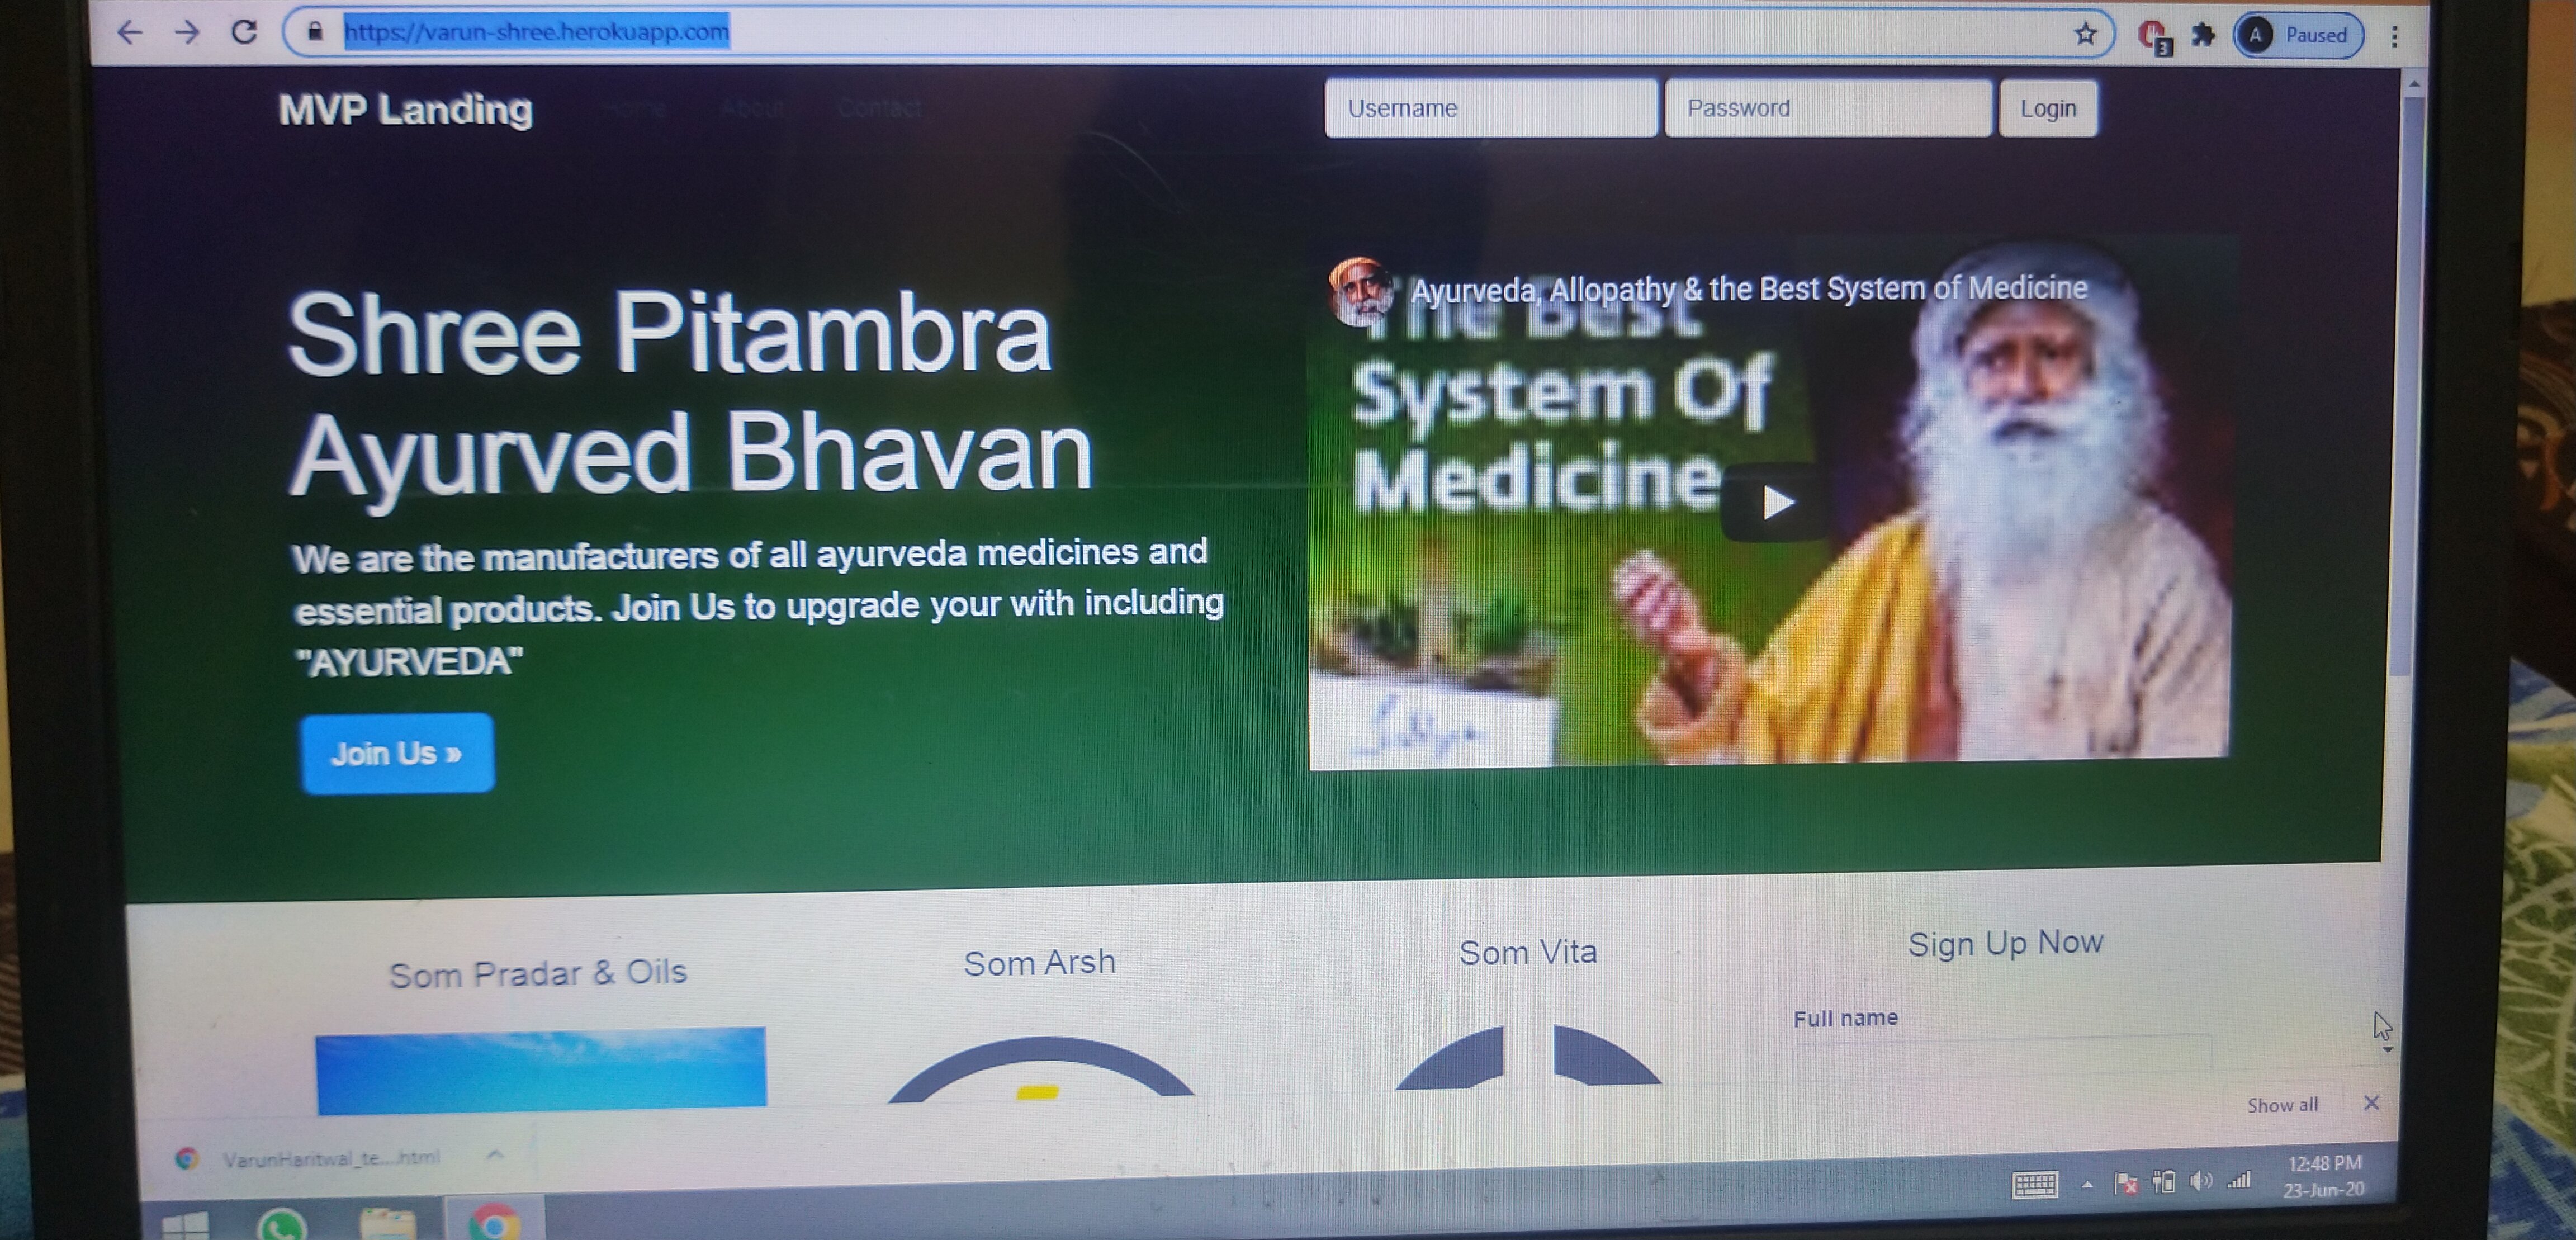 https://varun-shree.herokuapp.com
3
A
Paused
MVP Landing
Home
About
Contact
Username
Password
Login
Shree Pitambra
Ayurved Bhavan
We are the manufacturers of all ayurveda medicines and
essential products. Join Us to upgrade your with including
"AYURVEDA"
Join Us »
Ayurveda, Allopathy & the Best System of Medicine
The Best
System Of
Medicine
Som Pradar & Oils
Som Arsh
Som Vita
Sign Up Now
Full name
Show all
VarunHaritwal_te....html
12:48 PM
23-Jun-20